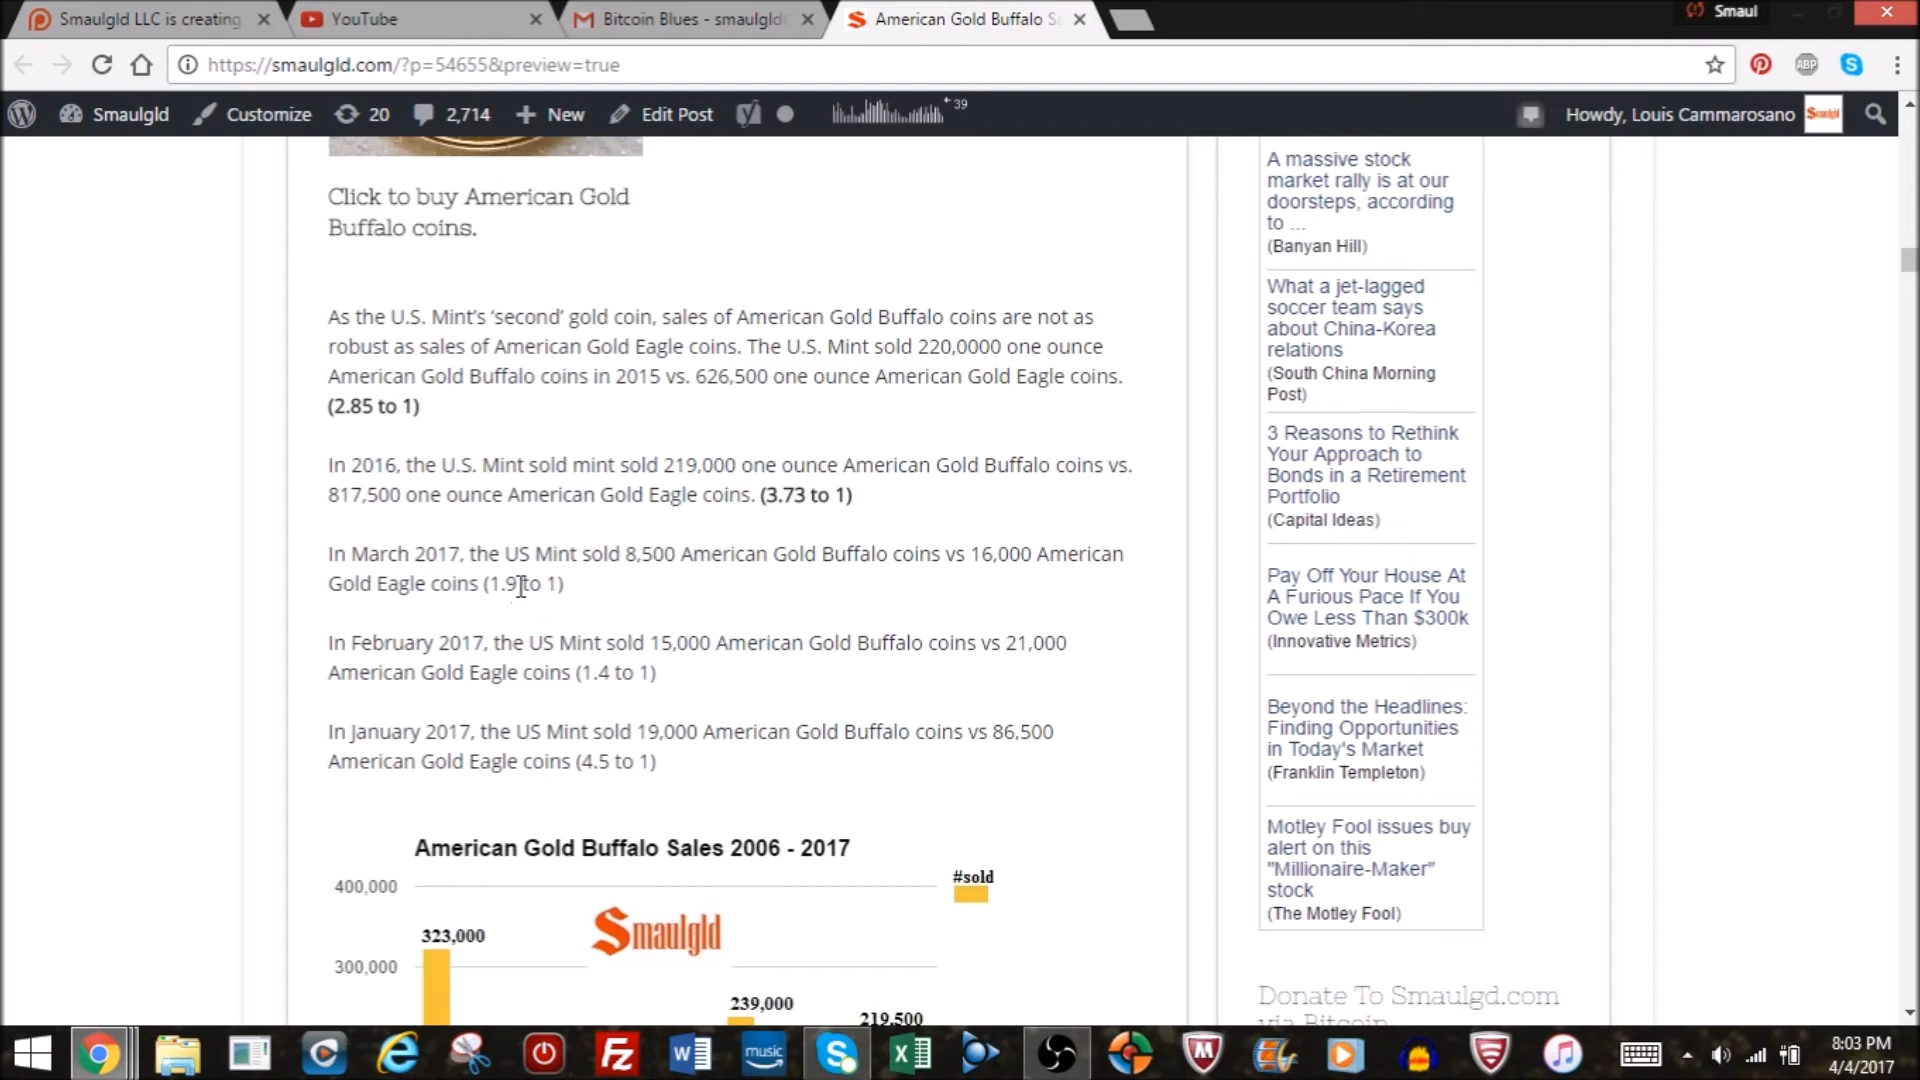 Smaulgld LLC is creating
YouTube
Bitcoin Blues - smaulgld
American Gold Buffalo S
Smaul
https://smaulgld.com/?p=54655&preview=true
ABP
Smaulgld
Customize
20
2,714
New
Edit Post
39
Howdy, Louis Cammarosano
Smaulgld
Click to buy American Gold
Buffalo coins.
As the U.S. Mint’s ‘second’ gold coin, sales of American Gold Buffalo coins are not as
robust as sales of American Gold Eagle coins. The U.S. Mint sold 220,0000 one ounce
American Gold Buffalo coins in 2015 vs. 626,500 one ounce American Gold Eagle coins.
(2.85 to 1)
In 2016, the U.S. Mint sold mint sold 219,000 one ounce American Gold Buffalo coins vs.
817,500 one ounce American Gold Eagle coins. (3.73 to 1)
In March 2017, the US Mint sold 8,500 American Gold Buffalo coins vs 16,000 American
Gold Eagle coins (1.9 to 1)
In February 2017, the US Mint sold 15,000 American Gold Buffalo coins vs 21,000
American Gold Eagle coins (1.4 to 1)
In January 2017, the US Mint sold 19,000 American Gold Buffalo coins vs 86,500
American Gold Eagle coins (4.5 to 1)
American Gold Buffalo Sales 2006 - 2017
#sold
400,000
Smaulgld
323,000
300,000
239,000
219,500
A massive stock
market rally is at our
doorsteps, according
to ...
(Banyan Hill)
What a jet-lagged
soccer team says
about China-Korea
relations
(South China Morning
Post)
3 Reasons to Rethink
Your Approach to
Bonds in a Retirement
Portfolio
(Capital Ideas)
Pay Off Your House At
A Furious Pace If You
Owe Less Than $300k
(Innovative Metrics)
Beyond the Headlines:
Finding Opportunities
in Today's Market
(Franklin Templeton)
Motley Fool issues buy
alert on this
"Millionaire-Maker"
stock
(The Motley Fool)
Donate To Smaulgd.com
via Bitcoin
music
8:03 PM
4/4/2017